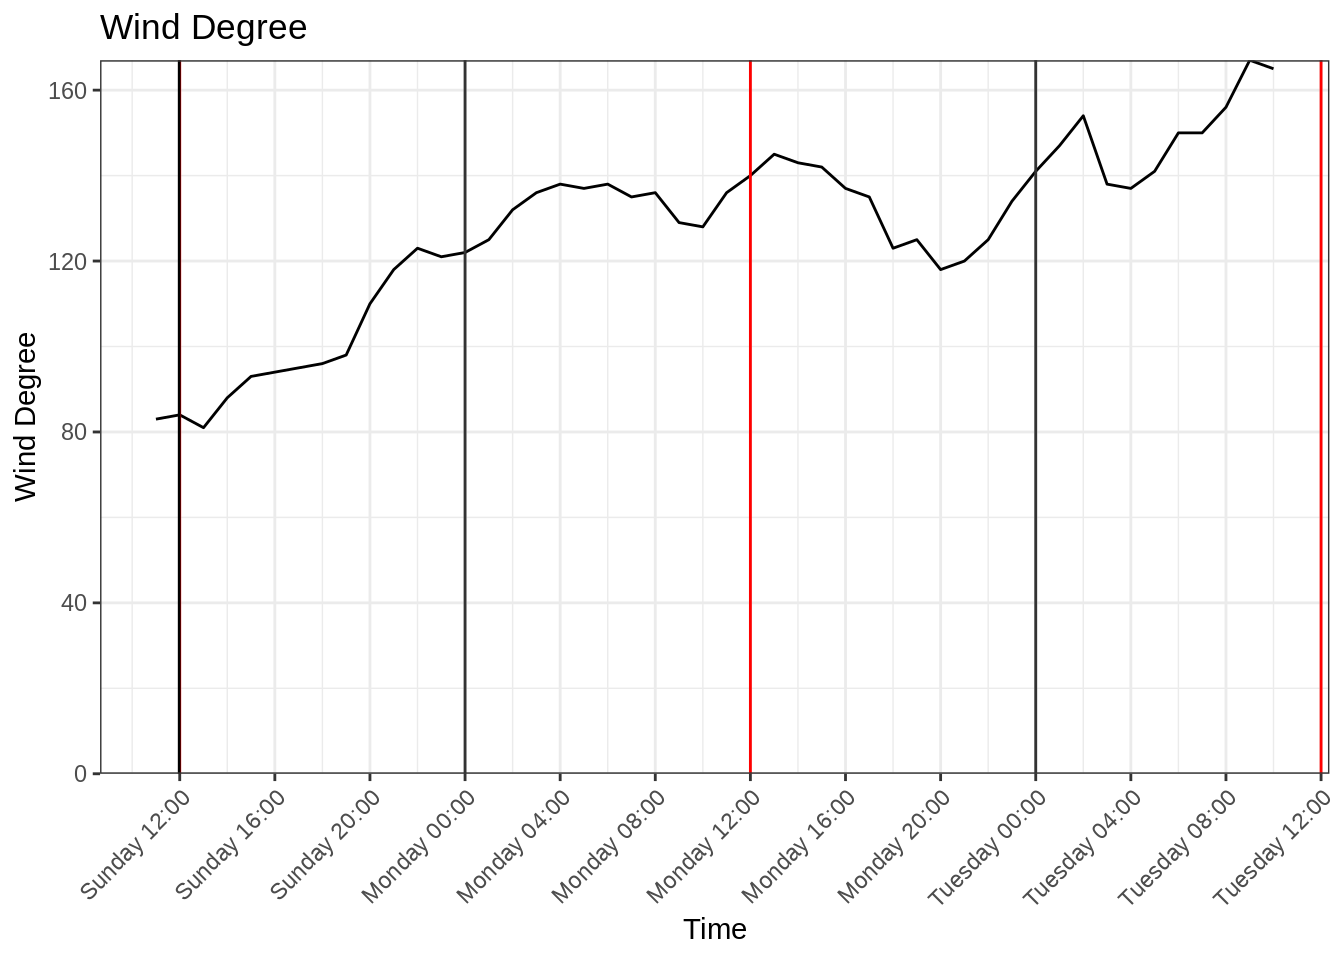 Wind Degree
Wind Degree
160
120
80
40
0
Sunday 12:00
Sunday 16:00
Sunday 20:00
Monday 00:00
Monday 04:00
Monday 08:00
Monday 12:00
Monday 16:00
Monday 20:00
Tuesday 00:00
Tuesday 04:00
Tuesday 08:00
Tuesday 12:00
Time